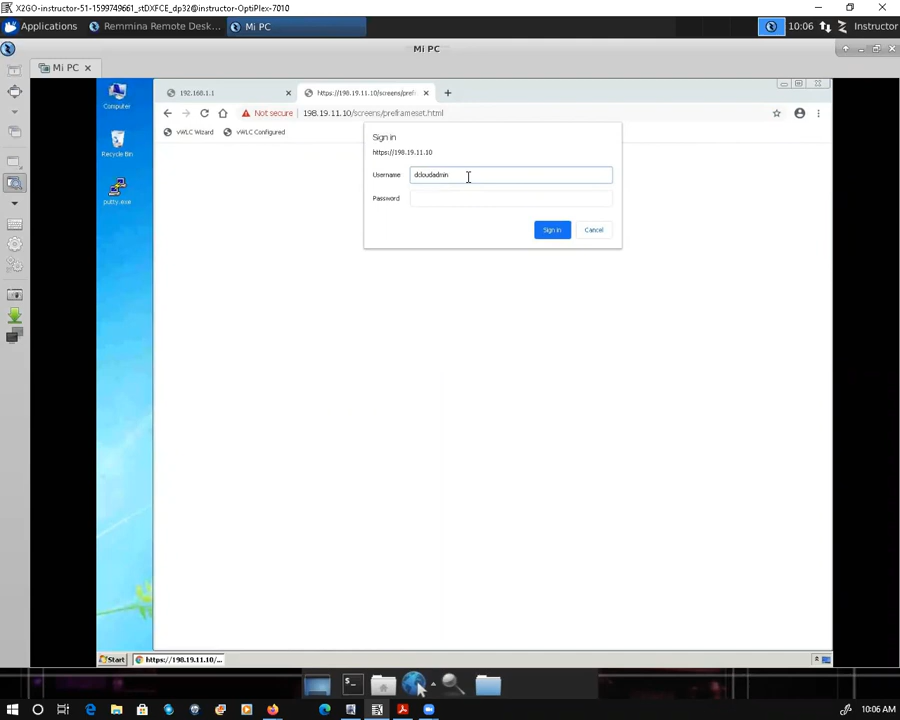 X2GO-instructor-51-1599749661_stDXFCE_dp32@instructor-OptiPlex-7010
Applications
Remmina Remote Desk...
Mi PC
10:06
Instructor
Mi PC
Mi PC
192.168.1.1
https://198.19.11.10/screens/pref
Not secure
198.19.11.10/screens/preframeset.html
vWLC Wizard
vWLC Configured
Computer
Recycle Bin
putty.exe
Sign in
https://198.19.11.10
Username
dcloudadmin
Password
Sign in
Cancel
Start
https://198.19.11.10/...
10:06 AM